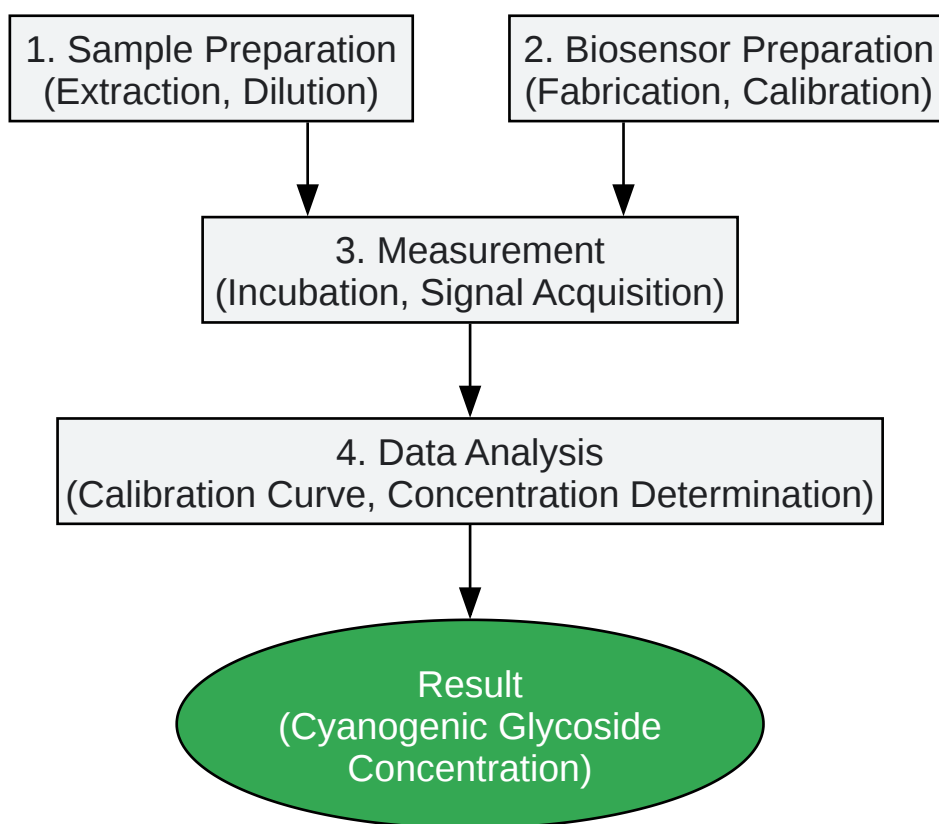 1. Sample Preparation
(Extraction, Dilution)
2. Biosensor Preparation
(Fabrication, Calibration)
3. Measurement
(Incubation, Signal Acquisition)
4. Data Analysis
(Calibration Curve, Concentration Determination)
Result
(Cyanogenic Glycoside
Concentration)